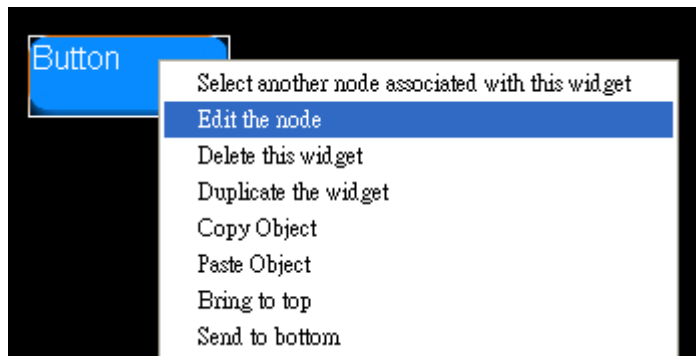 Button
Select another node associated with this widget
Edit the node
Delete this widget
Duplicate the widget
Copy Object
Paste Object
Bring to top
Send to bottom